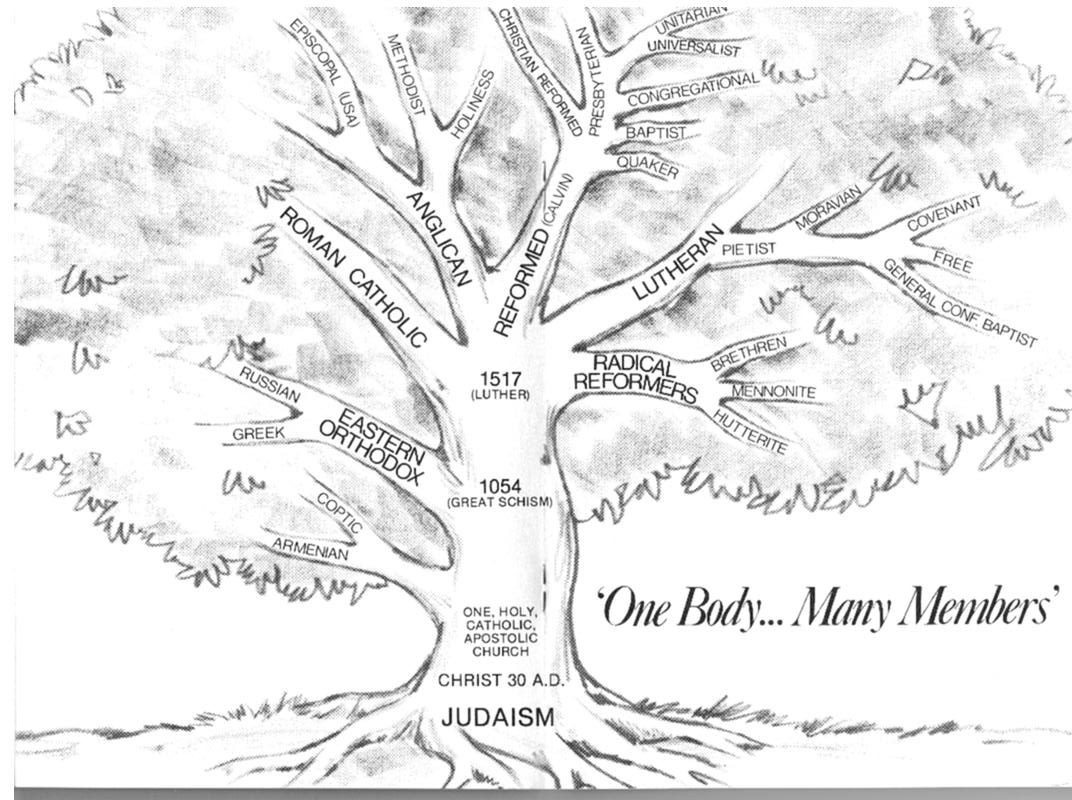 EPISCOPAL (USA)
METHODIST
HOLINESS
CHRISTIAN REFORMED
PRESBYTERIAN
UNITARIAN
UNIVERSALIST
CONGREGATIONAL
BAPTIST
QUAKER
ANGLICAN
REFORMED (CALVIN)
ROMAN CATHOLIC
LUTHERAN
PIETIST
MORAVIAN
COVENANT
FREE
GENERAL CONF. BAPTIST
RADICAL
REFORMERS
BRETHREN
MENNONITE
HUTTERITE
1517
(LUTHER)
RUSSIAN
GREEK
EASTERN
ORTHODOX
1054
(GREAT SCHISM)
COPTIC
ARMENIAN
ONE, HOLY,
CATHOLIC,
APOSTOLIC
CHURCH
CHRIST 30 A.D.
JUDAISM
‘One Body... Many Members’